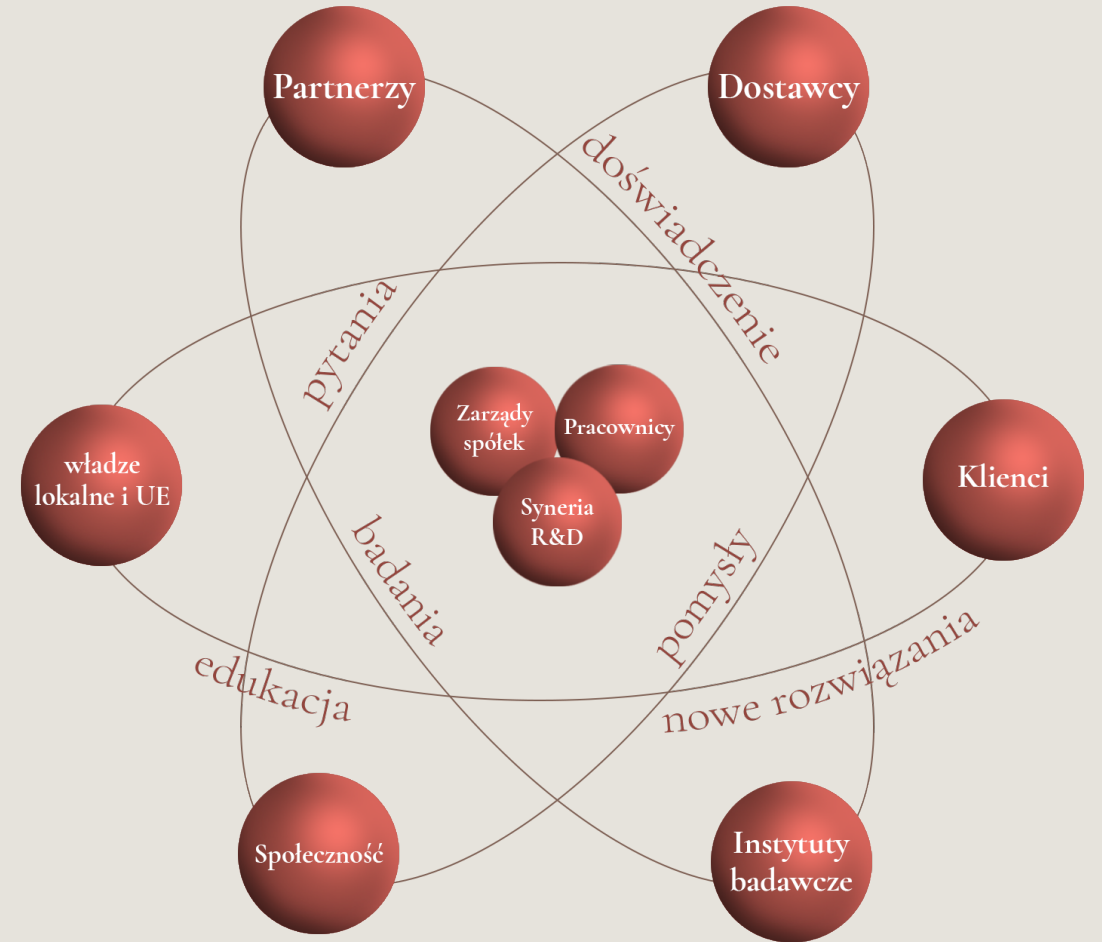 Partnerzy
Dostawcy
doświadczenie
pytania
Zarządy
spółek
Pracownicy
władze
lokalne i UE
Klienci
Syneria
R&D
badania
pomysły
edukacja
nowe rozwiązania
Społeczność
Instytuty
badawcze